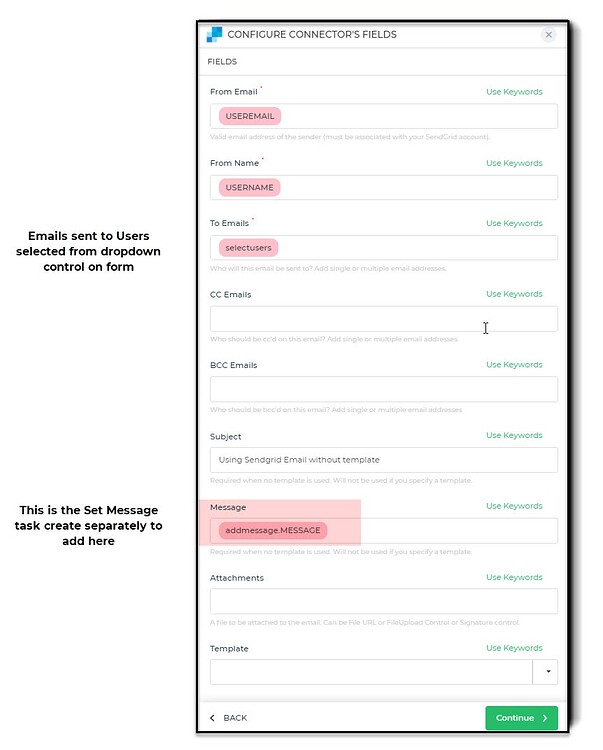 CONFIGURE CONNECTOR'S FIELDS
FIELDS
From Email * Use Keywords
USEREMAIL
Valid email address of the sender (must be associated with your SendGrid account).
From Name * Use Keywords
USERNAME
Emails sent to Users
selected from dropdown
control on form
To Emails * Use Keywords
selectusers
Who will this email be sent to? Add single or multiple email addresses.
CC Emails Use Keywords
Who should be cc'd on this email? Add single or multiple email addresses
BCC Emails Use Keywords
Who should be bcc'd on this email? Add single or multiple email addresses
Subject Use Keywords
Using Sendgrid Email without template
Required when no template is used. Will not be used if you specify a template.
This is the Set Message
task create separately to
add here
Message Use Keywords
addmessage.MESSAGE
Required when no template is used. Will not be used if you specify a template.
Attachments Use Keywords
A file to be attached to the email. Can be File URL or FileUpload Control or Signature control.
Template Use Keywords
BACK Continue